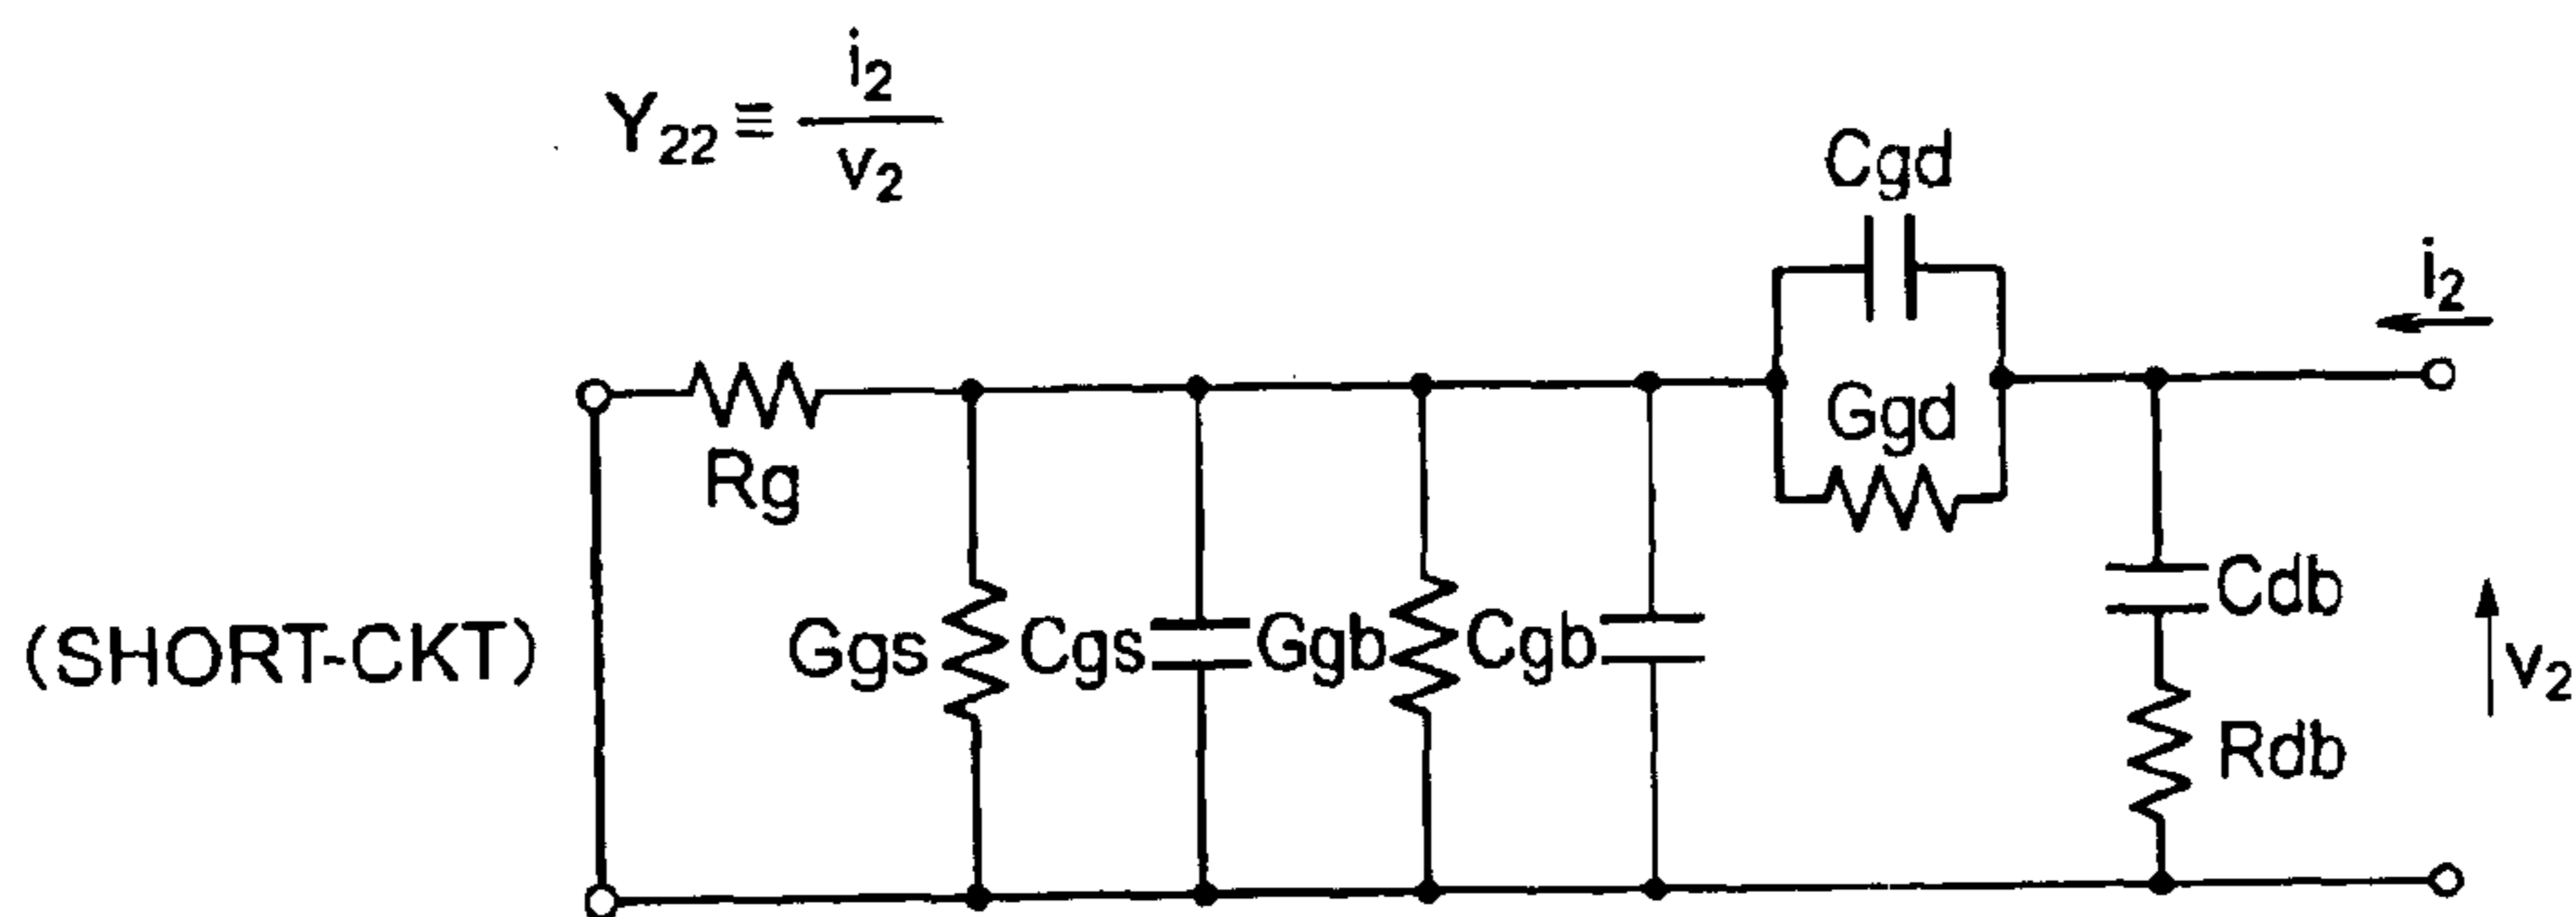 Y22 ≡ i2 / v2
Cgd
i2
Ggd
Rg
Cdb
Ggs
Cgs
Ggb
Cgb
(SHORT-CKT)
v2
Rdb